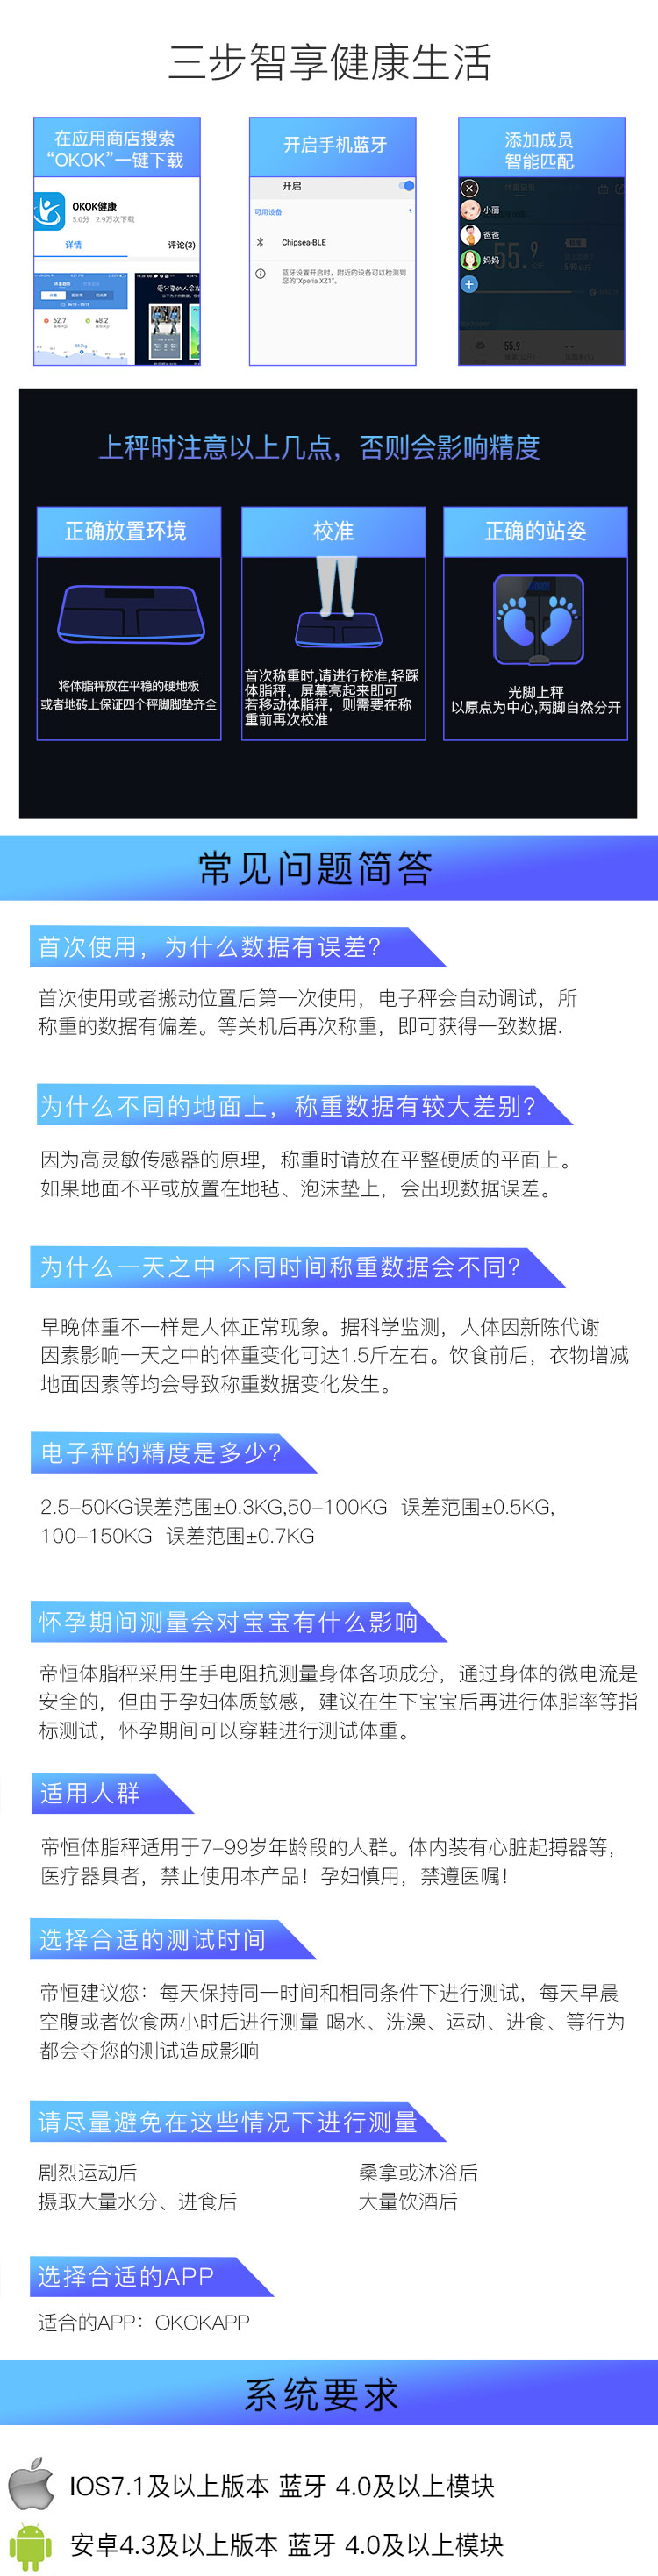 三步智享健康生活
在应用商店搜索
“OKOK”一键下载
OKOK健康
5.0分 2.9万次下载
详情
评论(3)
52.7
48.2
开启手机蓝牙
开启
可用设备
Chipsea-BLE
蓝牙设置开启时，附近的设备可以检测到
您的“Xperia XZ1”。
添加成员
智能匹配
小丽
爸爸
妈妈
55.9
55.9
上秤时注意以上几点，否则会影响精度
正确放置环境
将体脂秤放在平稳的硬地板
或者地砖上保证四个秤脚脚垫齐全
校准
首次称重时,请进行校准,轻踩
体脂秤，屏幕亮起来即可
若移动体脂秤，则需要在称
重前再次校准
正确的站姿
光脚上秤
以原点为中心,两脚自然分开
常见问题简答
首次使用，为什么数据有误差?
首次使用或者搬动位置后第一次使用，电子秤会自动调试，所
称重的数据有偏差。等关机后再次称重，即可获得一致数据.
为什么不同的地面上，称重数据有较大差别?
因为高灵敏传感器的原理，称重时请放在平整硬质的平面上。
如果地面不平或放置在地毡、泡沫垫上，会出现数据误差。
为什么一天之中 不同时间称重数据会不同?
早晚体重不一样是人体正常现象。据科学监测，人体因新陈代谢
因素影响一天之中的体重变化可达1.5斤左右。饮食前后，衣物增减
地面因素等均会导致称重数据变化发生。
电子秤的精度是多少?
2.5-50KG误差范围±0.3KG,50-100KG 误差范围±0.5KG,
100-150KG 误差范围±0.7KG
怀孕期间测量会对宝宝有什么影响
帝恒体脂秤采用生手电阻抗测量身体各项成分，通过身体的微电流是
安全的，但由于孕妇体质敏感，建议在生下宝宝后再进行体脂率等指
标测试，怀孕期间可以穿鞋进行测试体重。
适用人群
帝恒体脂秤适用于7-99岁年龄段的人群。体内装有心脏起搏器等，
医疗器具者，禁止使用本产品！孕妇慎用，禁遵医嘱！
选择合适的测试时间
帝恒建议您：每天保持同一时间和相同条件下进行测试，每天早晨
空腹或者饮食两小时后进行测量 喝水、洗澡、运动、进食、等行为
都会夺您的测试造成影响
请尽量避免在这些情况下进行测量
剧烈运动后 桑拿或沐浴后
摄取大量水分、进食后 大量饮酒后
选择合适的APP
适合的APP：OKOKAPP
系统要求
IOS7.1及以上版本 蓝牙 4.0及以上模块
安卓4.3及以上版本 蓝牙 4.0及以上模块